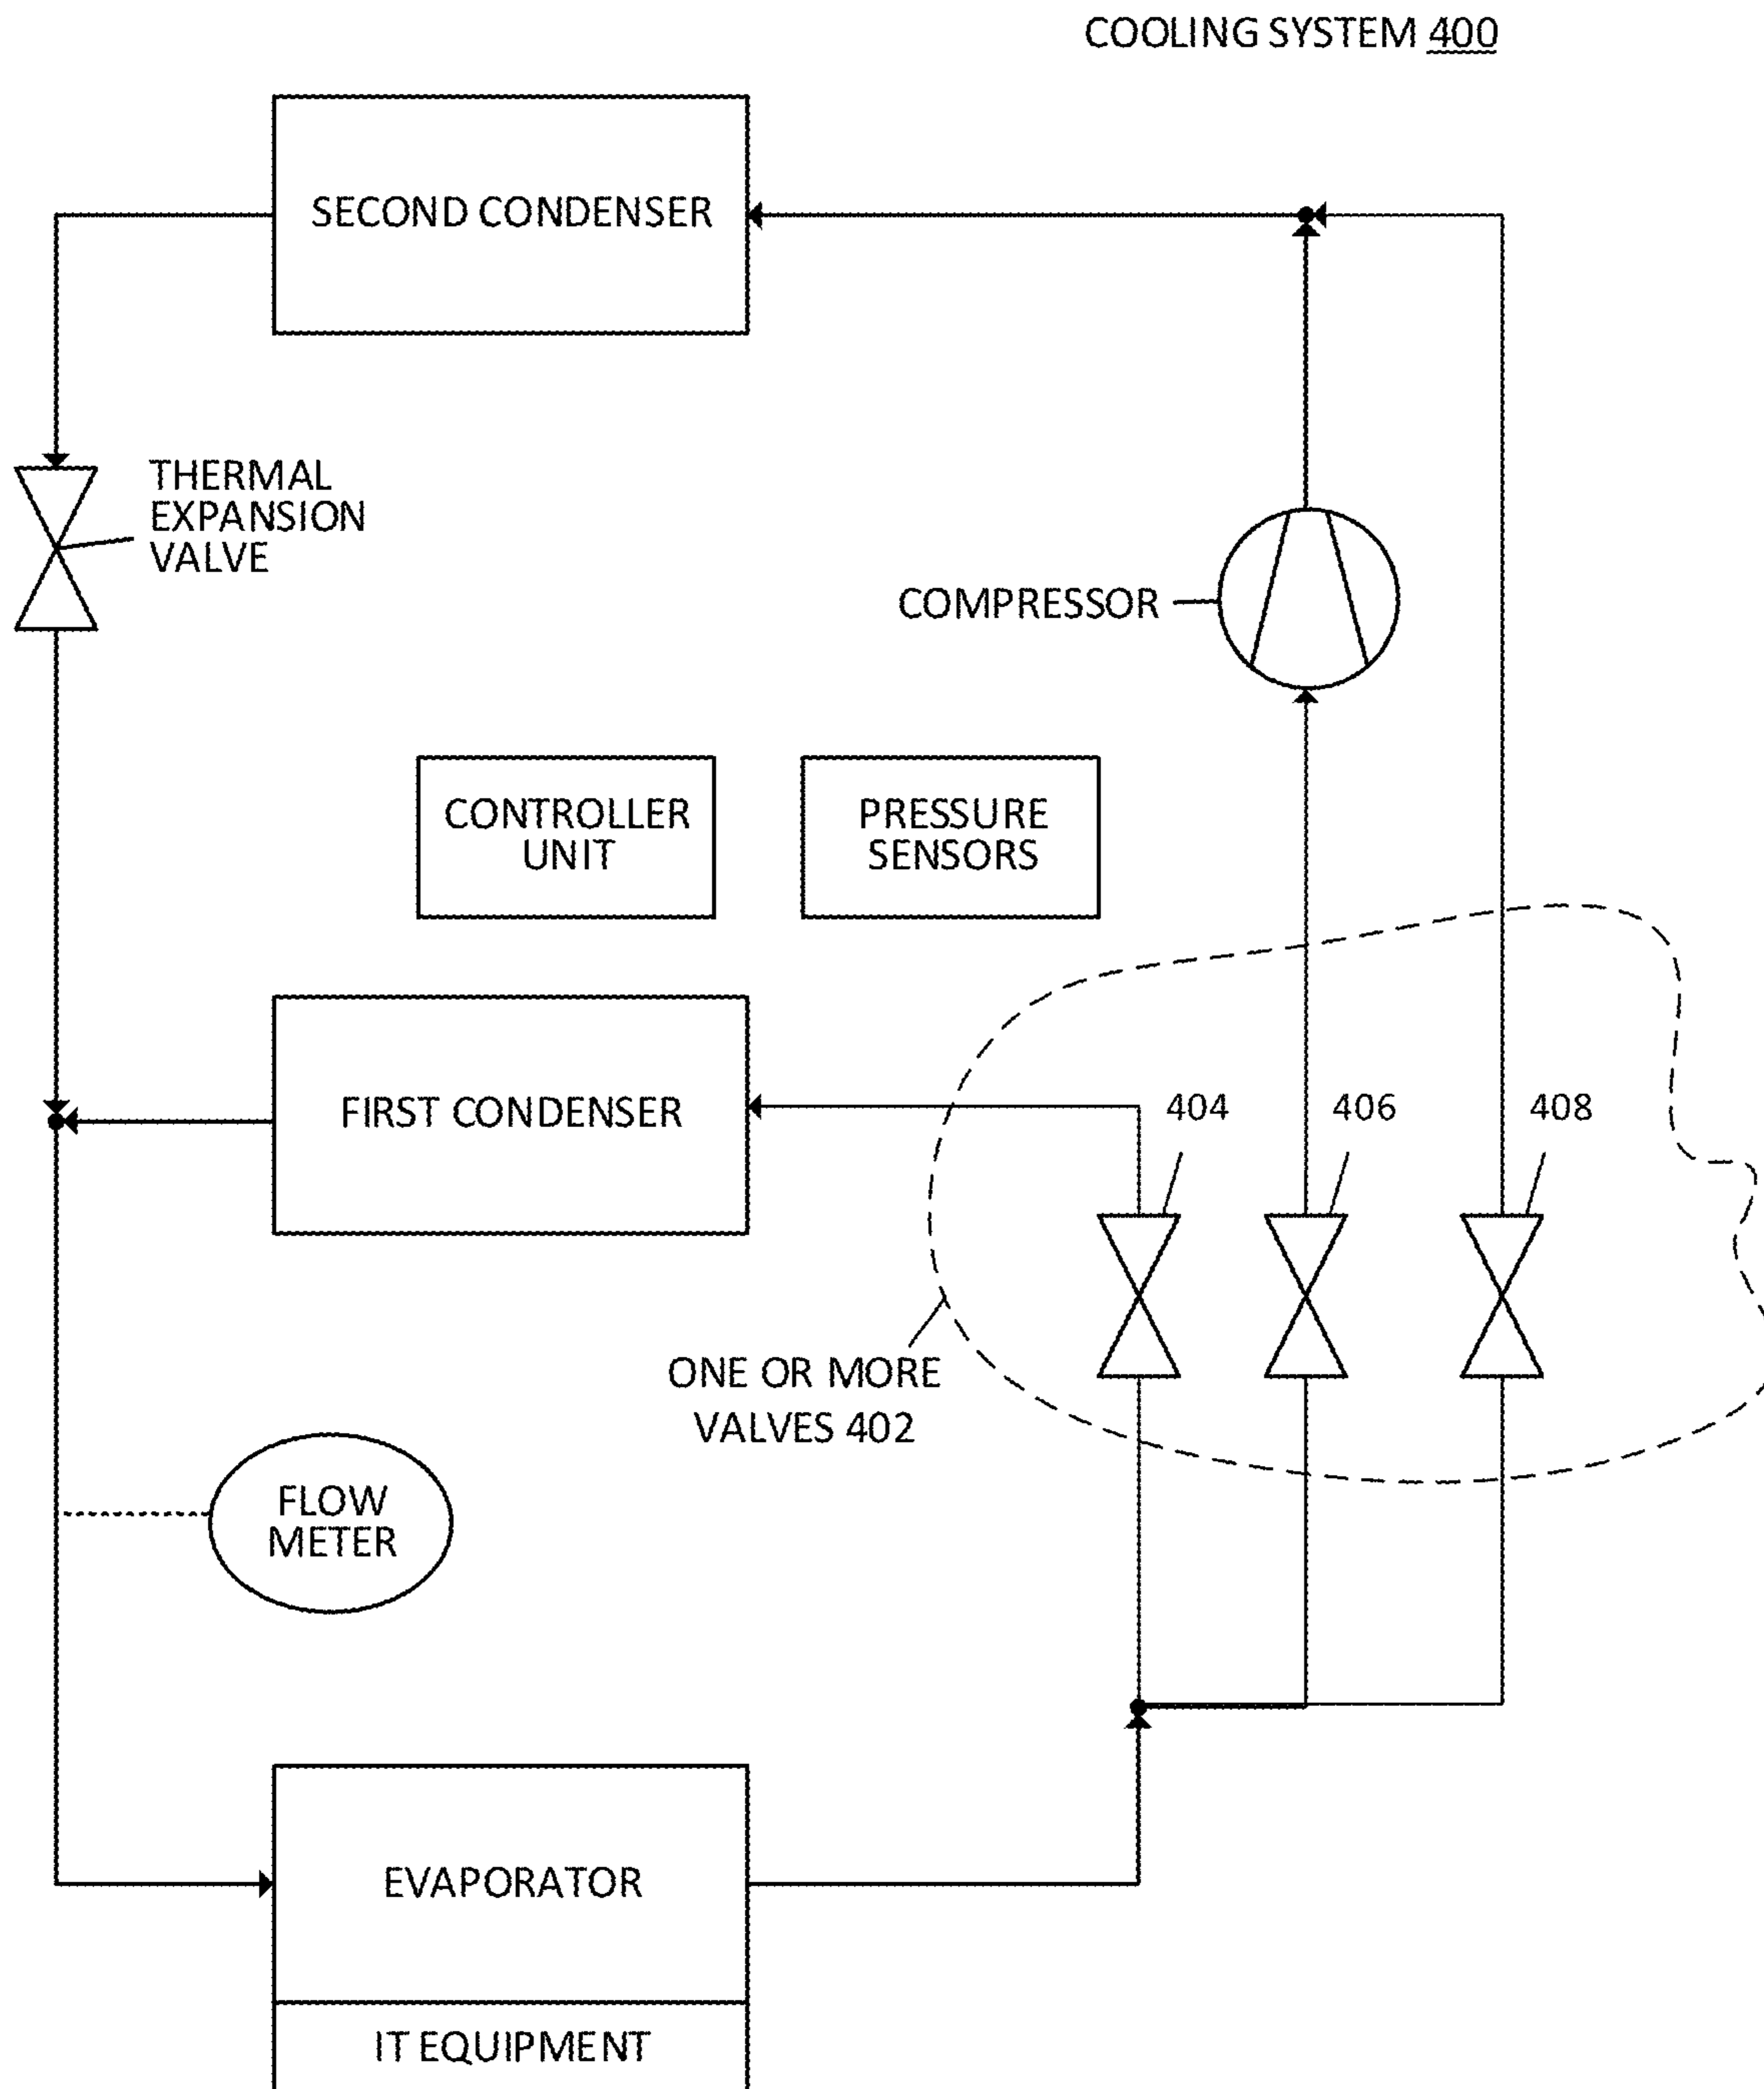 COOLING SYSTEM 400
SECOND CONDENSER
THERMAL
EXPANSION
VALVE
COMPRESSOR
CONTROLLER
UNIT
PRESSURE
SENSORS
FIRST CONDENSER
404
406
408
ONE OR MORE
VALVES 402
FLOW
METER
EVAPORATOR
IT EQUIPMENT